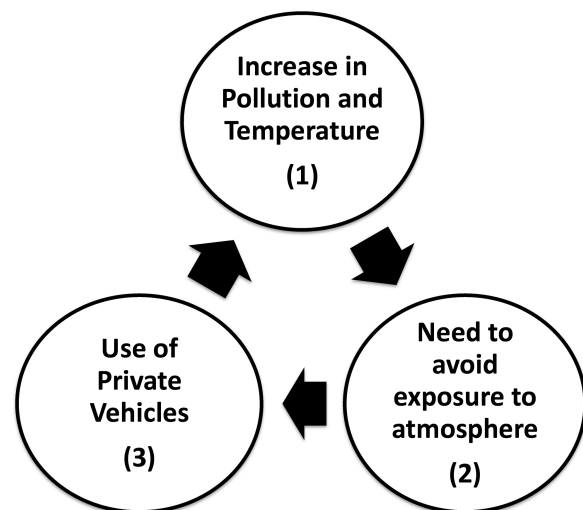 Increase in
Pollution and
Temperature
(1)
Need to
avoid
exposure to
atmosphere
(2)
Use of
Private
Vehicles
(3)